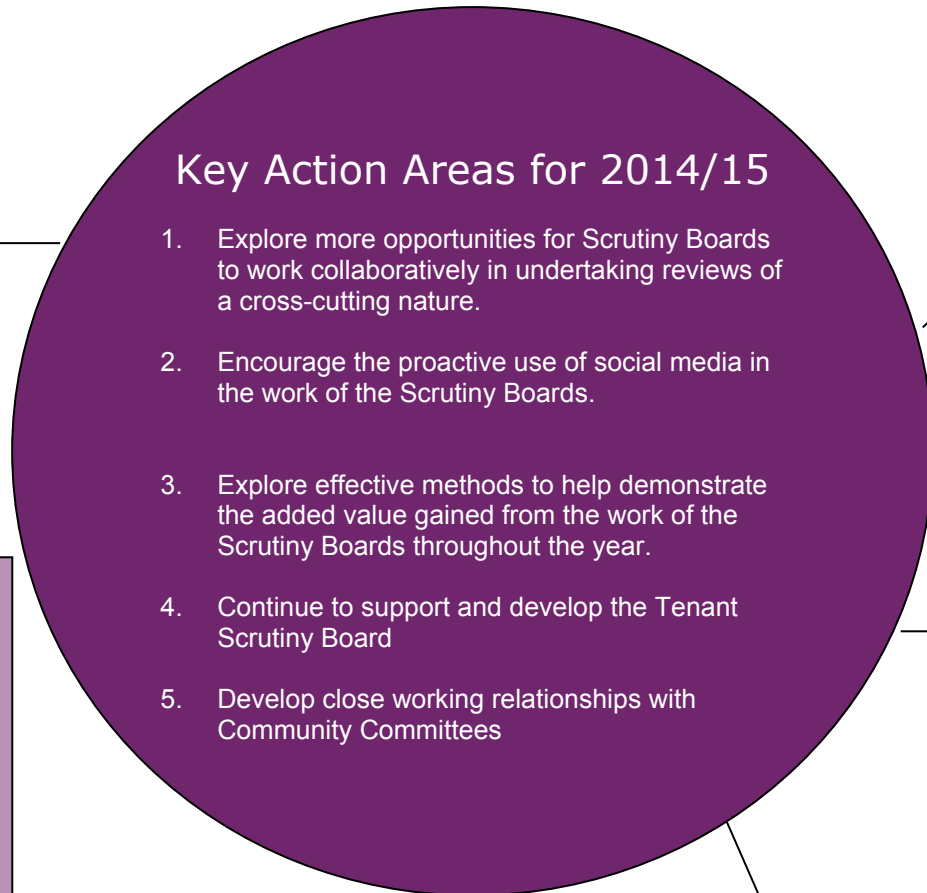 Key Action Areas for 2014/15
1. Explore more opportunities for Scrutiny Boards
to work collaboratively in undertaking reviews of
a cross-cutting nature.
2. Encourage the proactive use of social media in
the work of the Scrutiny Boards.
3. Explore effective methods to help demonstrate
the added value gained from the work of the
Scrutiny Boards throughout the year.
4. Continue to support and develop the Tenant
Scrutiny Board
5. Develop close working relationships with
Community Committees